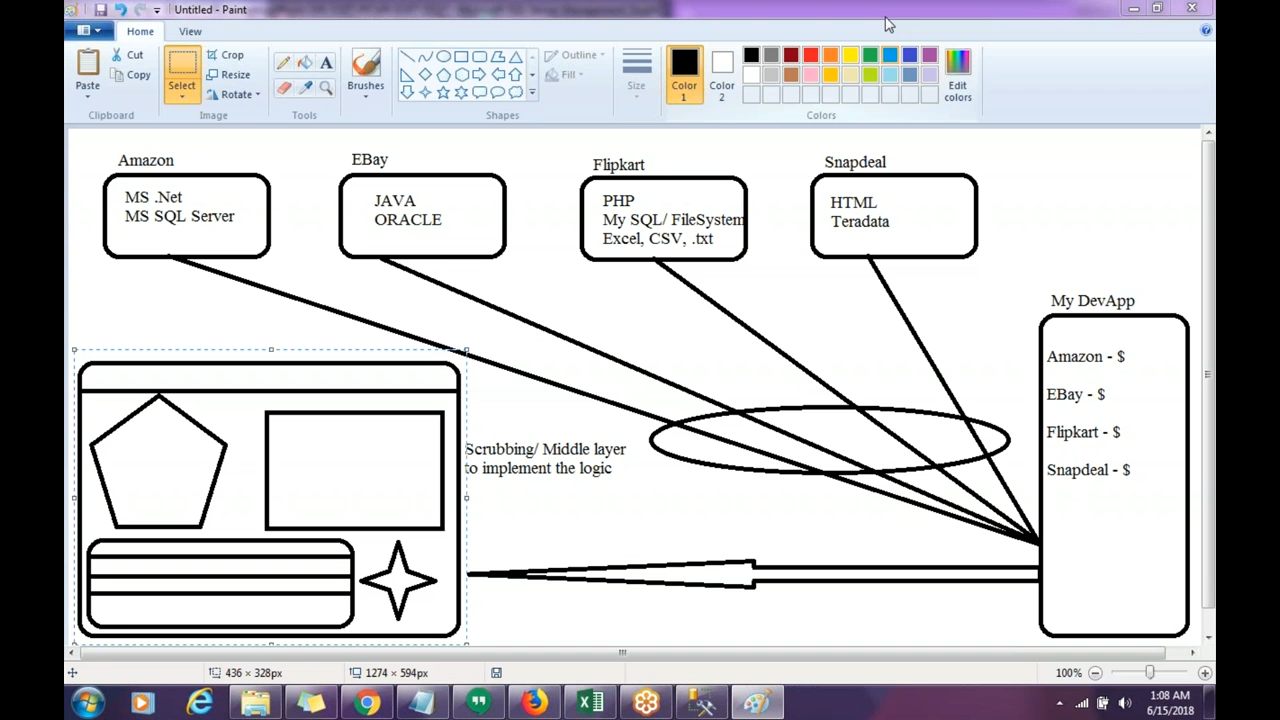 Untitled - Paint
Home
View
Paste
Cut
Copy
Clipboard
Select
Crop
Resize
Rotate
Image
Tools
Brushes
Shapes
Outline
Fill
Size
Color
1
Color
2
Edit
colors
Colors
Amazon
MS .Net
MS SQL Server
EBay
JAVA
ORACLE
Flipkart
PHP
My SQL/ FileSystem
Excel, CSV, .txt
Snapdeal
HTML
Teradata
My DevApp
Amazon - $
EBay - $
Flipkart - $
Snapdeal - $
Scrubbing/ Middle layer
to implement the logic
436 × 328px
1274 × 594px
100%
1:08 AM
6/15/2018